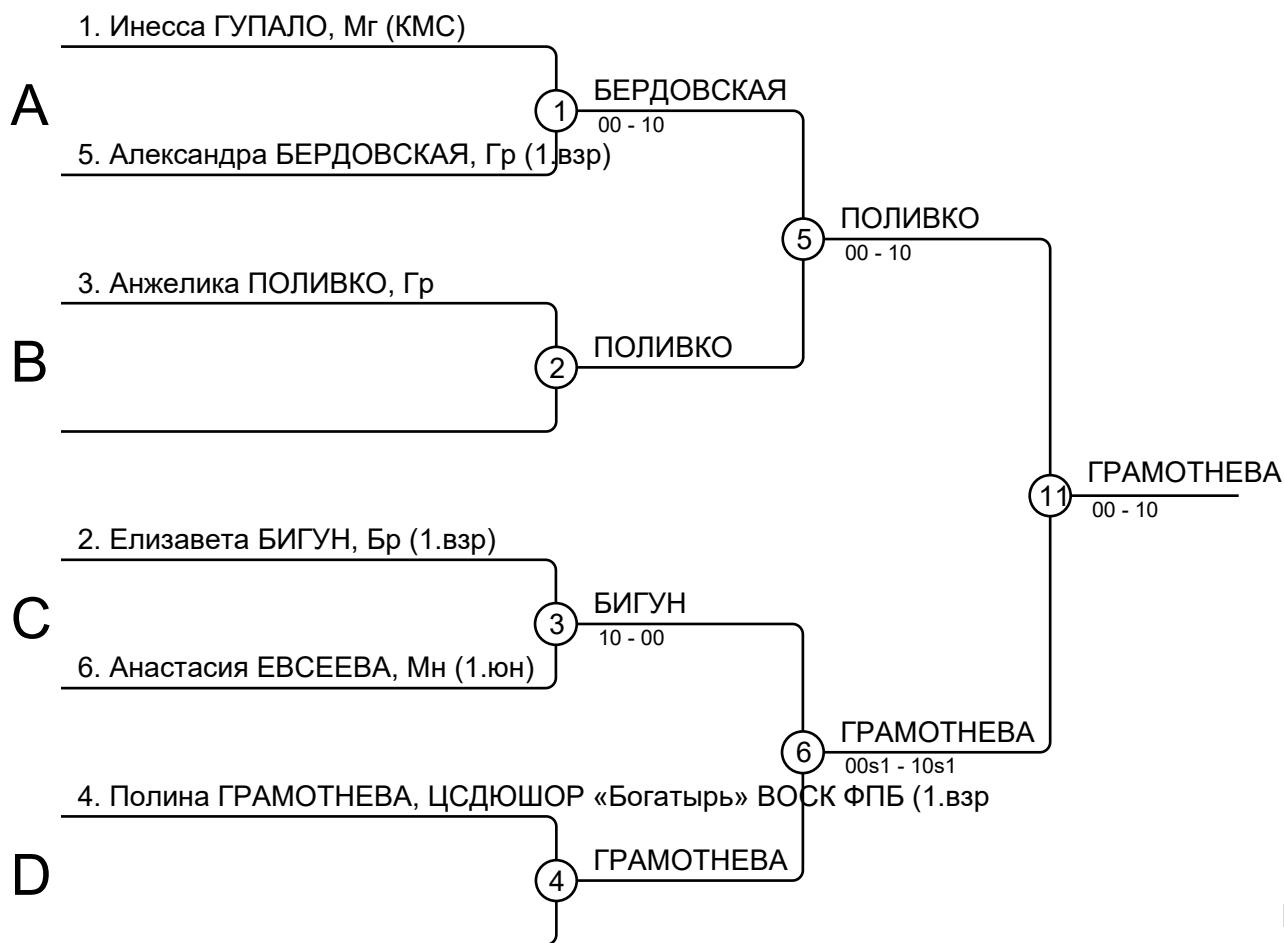 1. Инесса ГУПАЛО, Мг (КМС)
A
1
БЕРДОВСКАЯ
00 - 10
5. Александра БЕРДОВСКАЯ, Гр (1.взр)
5
ПОЛИВКО
00 - 10
3. Анжелика ПОЛИВКО, Гр
B
2
ПОЛИВКО
11
ГРАМОТНЕВА
00 - 10
2. Елизавета БИГУН, Бр (1.взр)
C
3
БИГУН
10 - 00
6. Анастасия ЕВСЕЕВА, Мн (1.юн)
6
ГРАМОТНЕВА
00s1 - 10s1
4. Полина ГРАМОТНЕВА, ЦСДЮШОР «Богатырь» ВОСК ФПБ (1.взр
D
4
ГРАМОТНЕВА